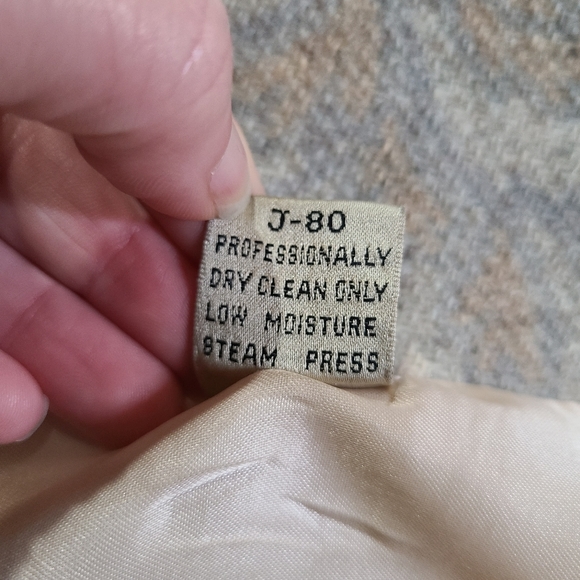 J-80
PROFESSIONALLY
DRY CLEAN ONLY
LOW MOISTURE
STEAM PRESS